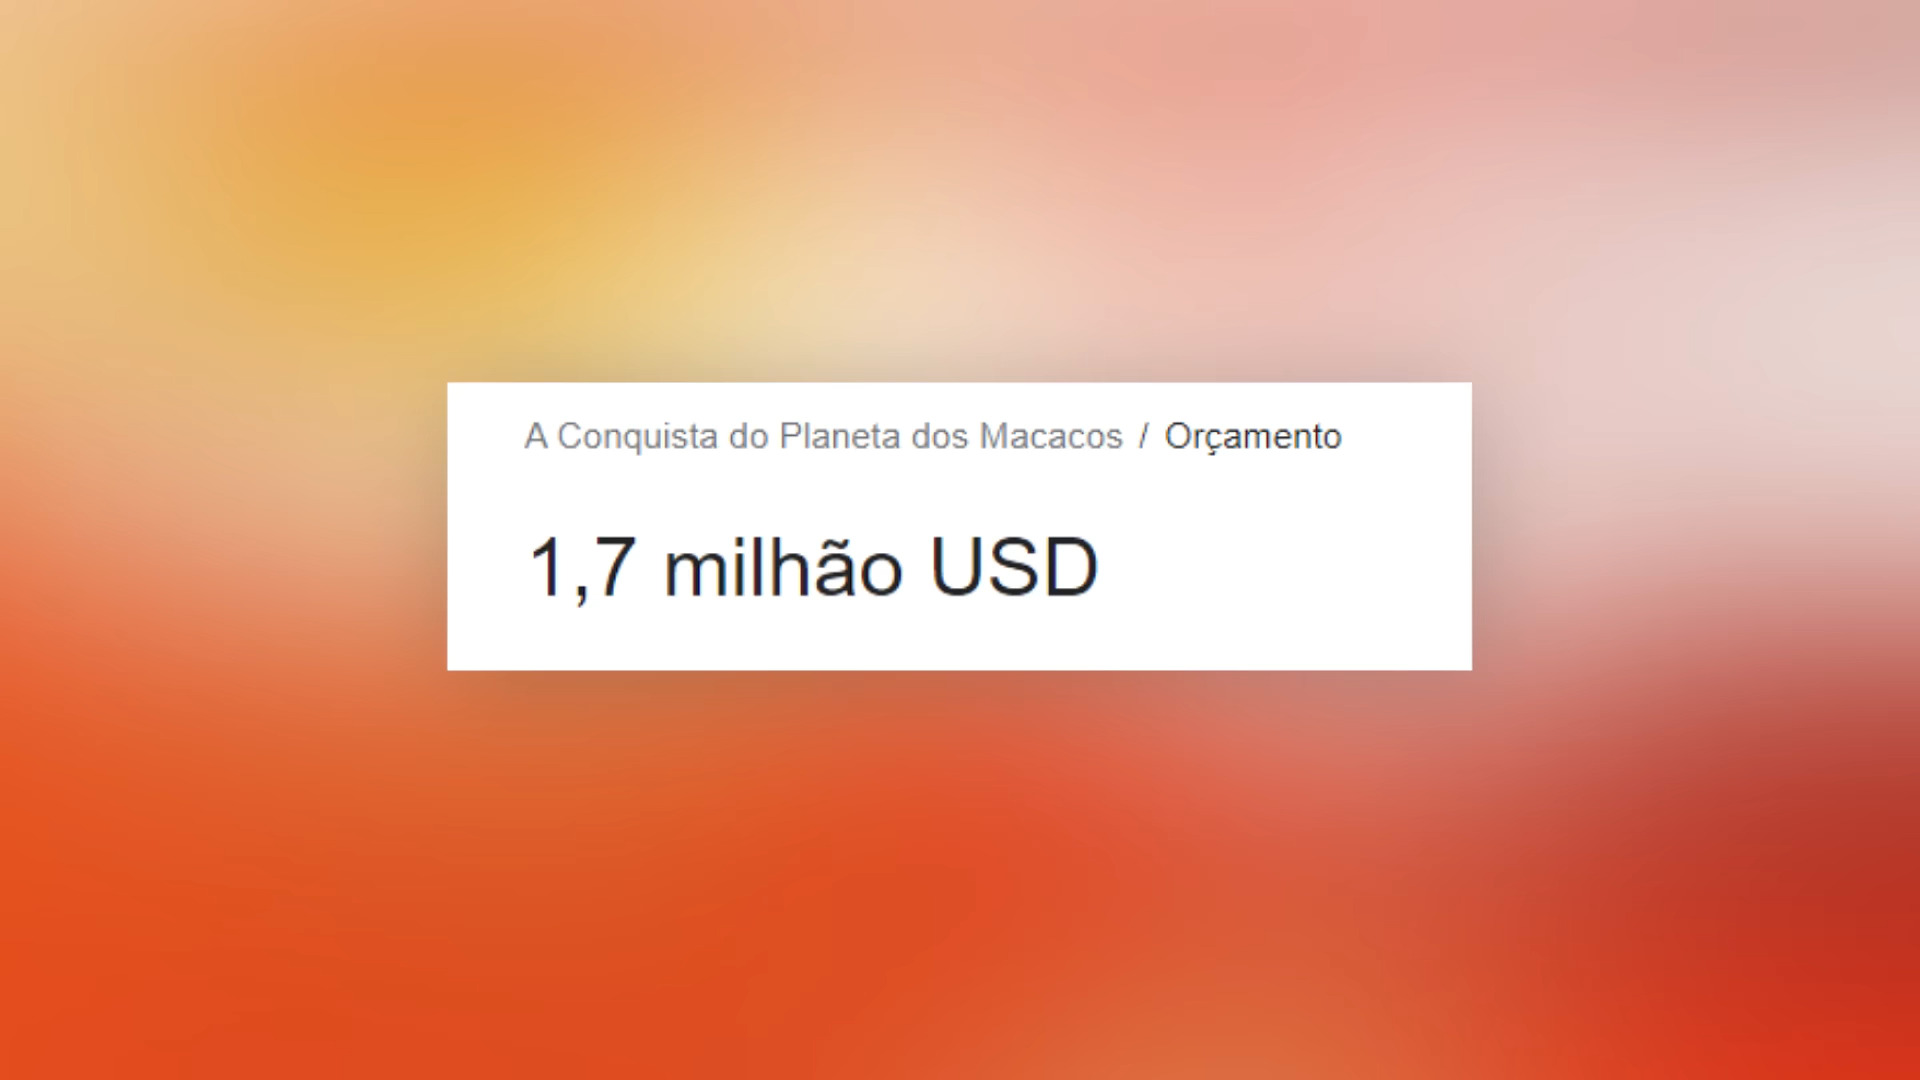 A Conquista do Planeta dos Macacos / Orçamento
1,7 milhão USD